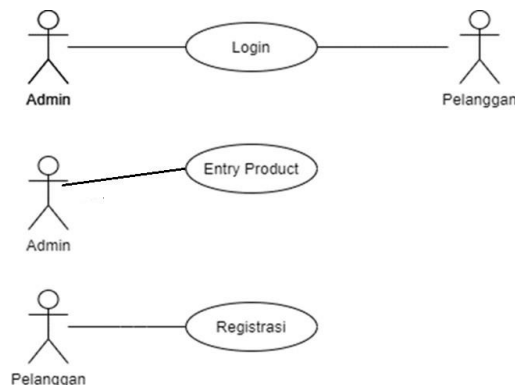 Login
Admin
Pelanggan
Entry Product
Admin
Registrasi
Pelanggan